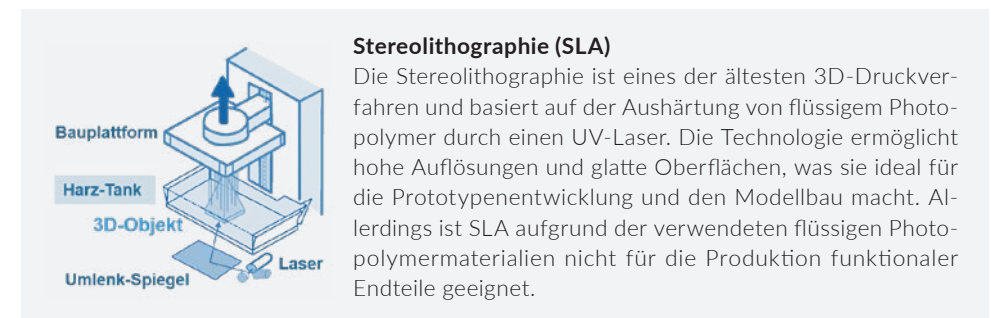 Stereolithographie (SLA)
Die Stereolithographie ist eines der ältesten 3D-Druckver-
fahren und basiert auf der Aushärtung von flüssigem Photo-
polymer durch einen UV-Laser. Die Technologie ermöglicht
hohe Auflösungen und glatte Oberflächen, was sie ideal für
die Prototypenentwicklung und den Modellbau macht. Al-
lerdings ist SLA aufgrund der verwendeten flüssigen Photo-
polymermaterialien nicht für die Produktion funktionaler
Endteile geeignet.
Bauplattform
Harz-Tank
3D-Objekt
Laser
Umlenk-Spiegel